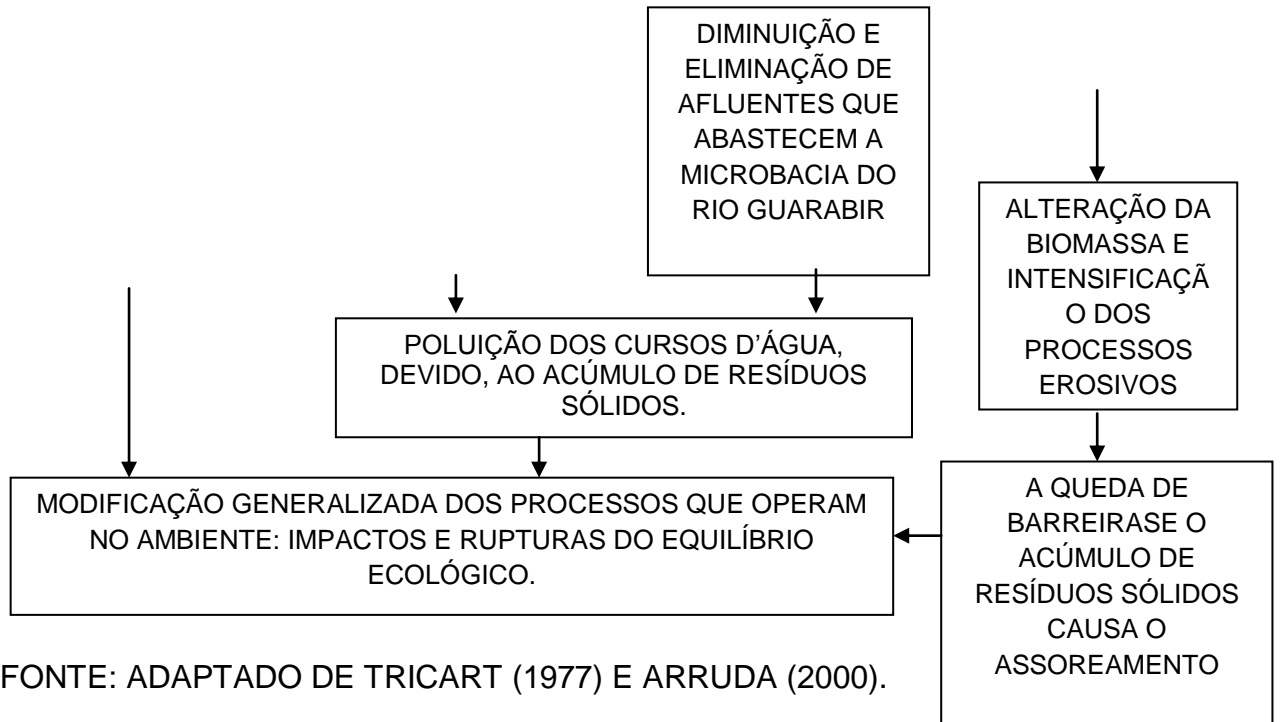 DIMINUIÇÃO E
ELIMINAÇÃO DE
AFLUENTES QUE
ABASTECEM A
MICROBACIA DO
RIO GUARABIR
ALTERAÇÃO DA
BIOMASSA E
INTENSIFICAÇÃ
O DOS
PROCESSOS
EROSIVOS
POLUIÇÃO DOS CURSOS D’ÁGUA,
DEVIDO, AO ACÚMULO DE RESÍDUOS
SÓLIDOS.
MODIFICAÇÃO GENERALIZADA DOS PROCESSOS QUE OPERAM
NO AMBIENTE: IMPACTOS E RUPTURAS DO EQUILÍBRIO
ECOLÓGICO.
A QUEDA DE
BARREIRASE O
ACÚMULO DE
RESÍDUOS SÓLIDOS
CAUSA O
ASSOREAMENTO
FONTE: ADAPTADO DE TRICART (1977) E ARRUDA (2000).